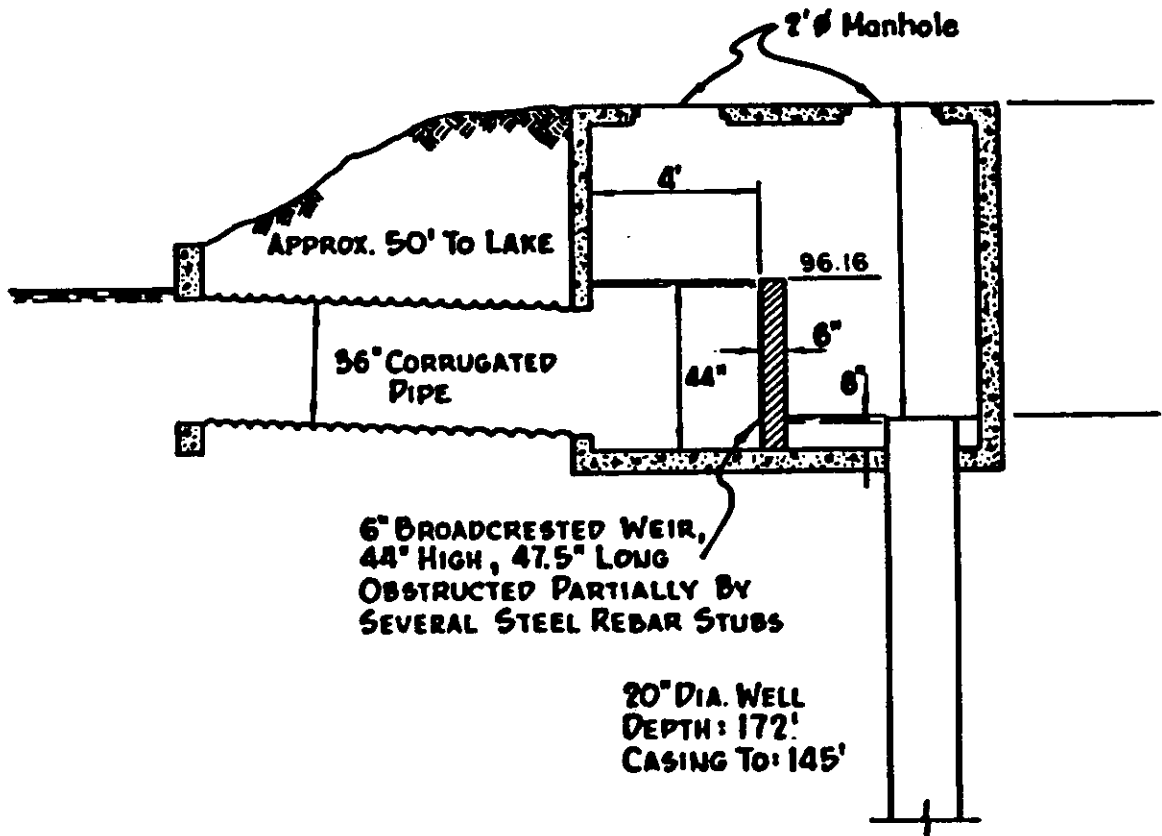 2'ø Manhole
4'
APPROX. 50' TO LAKE
96.16
36" CORRUGATED
PIPE
44"
6"
8"
6" BROADCRESTED WEIR,
44" HIGH, 47.5" LONG
OBSTRUCTED PARTIALLY BY
SEVERAL STEEL REBAR STUBS
20" DIA. WELL
DEPTH: 172'
CASING TO: 145'